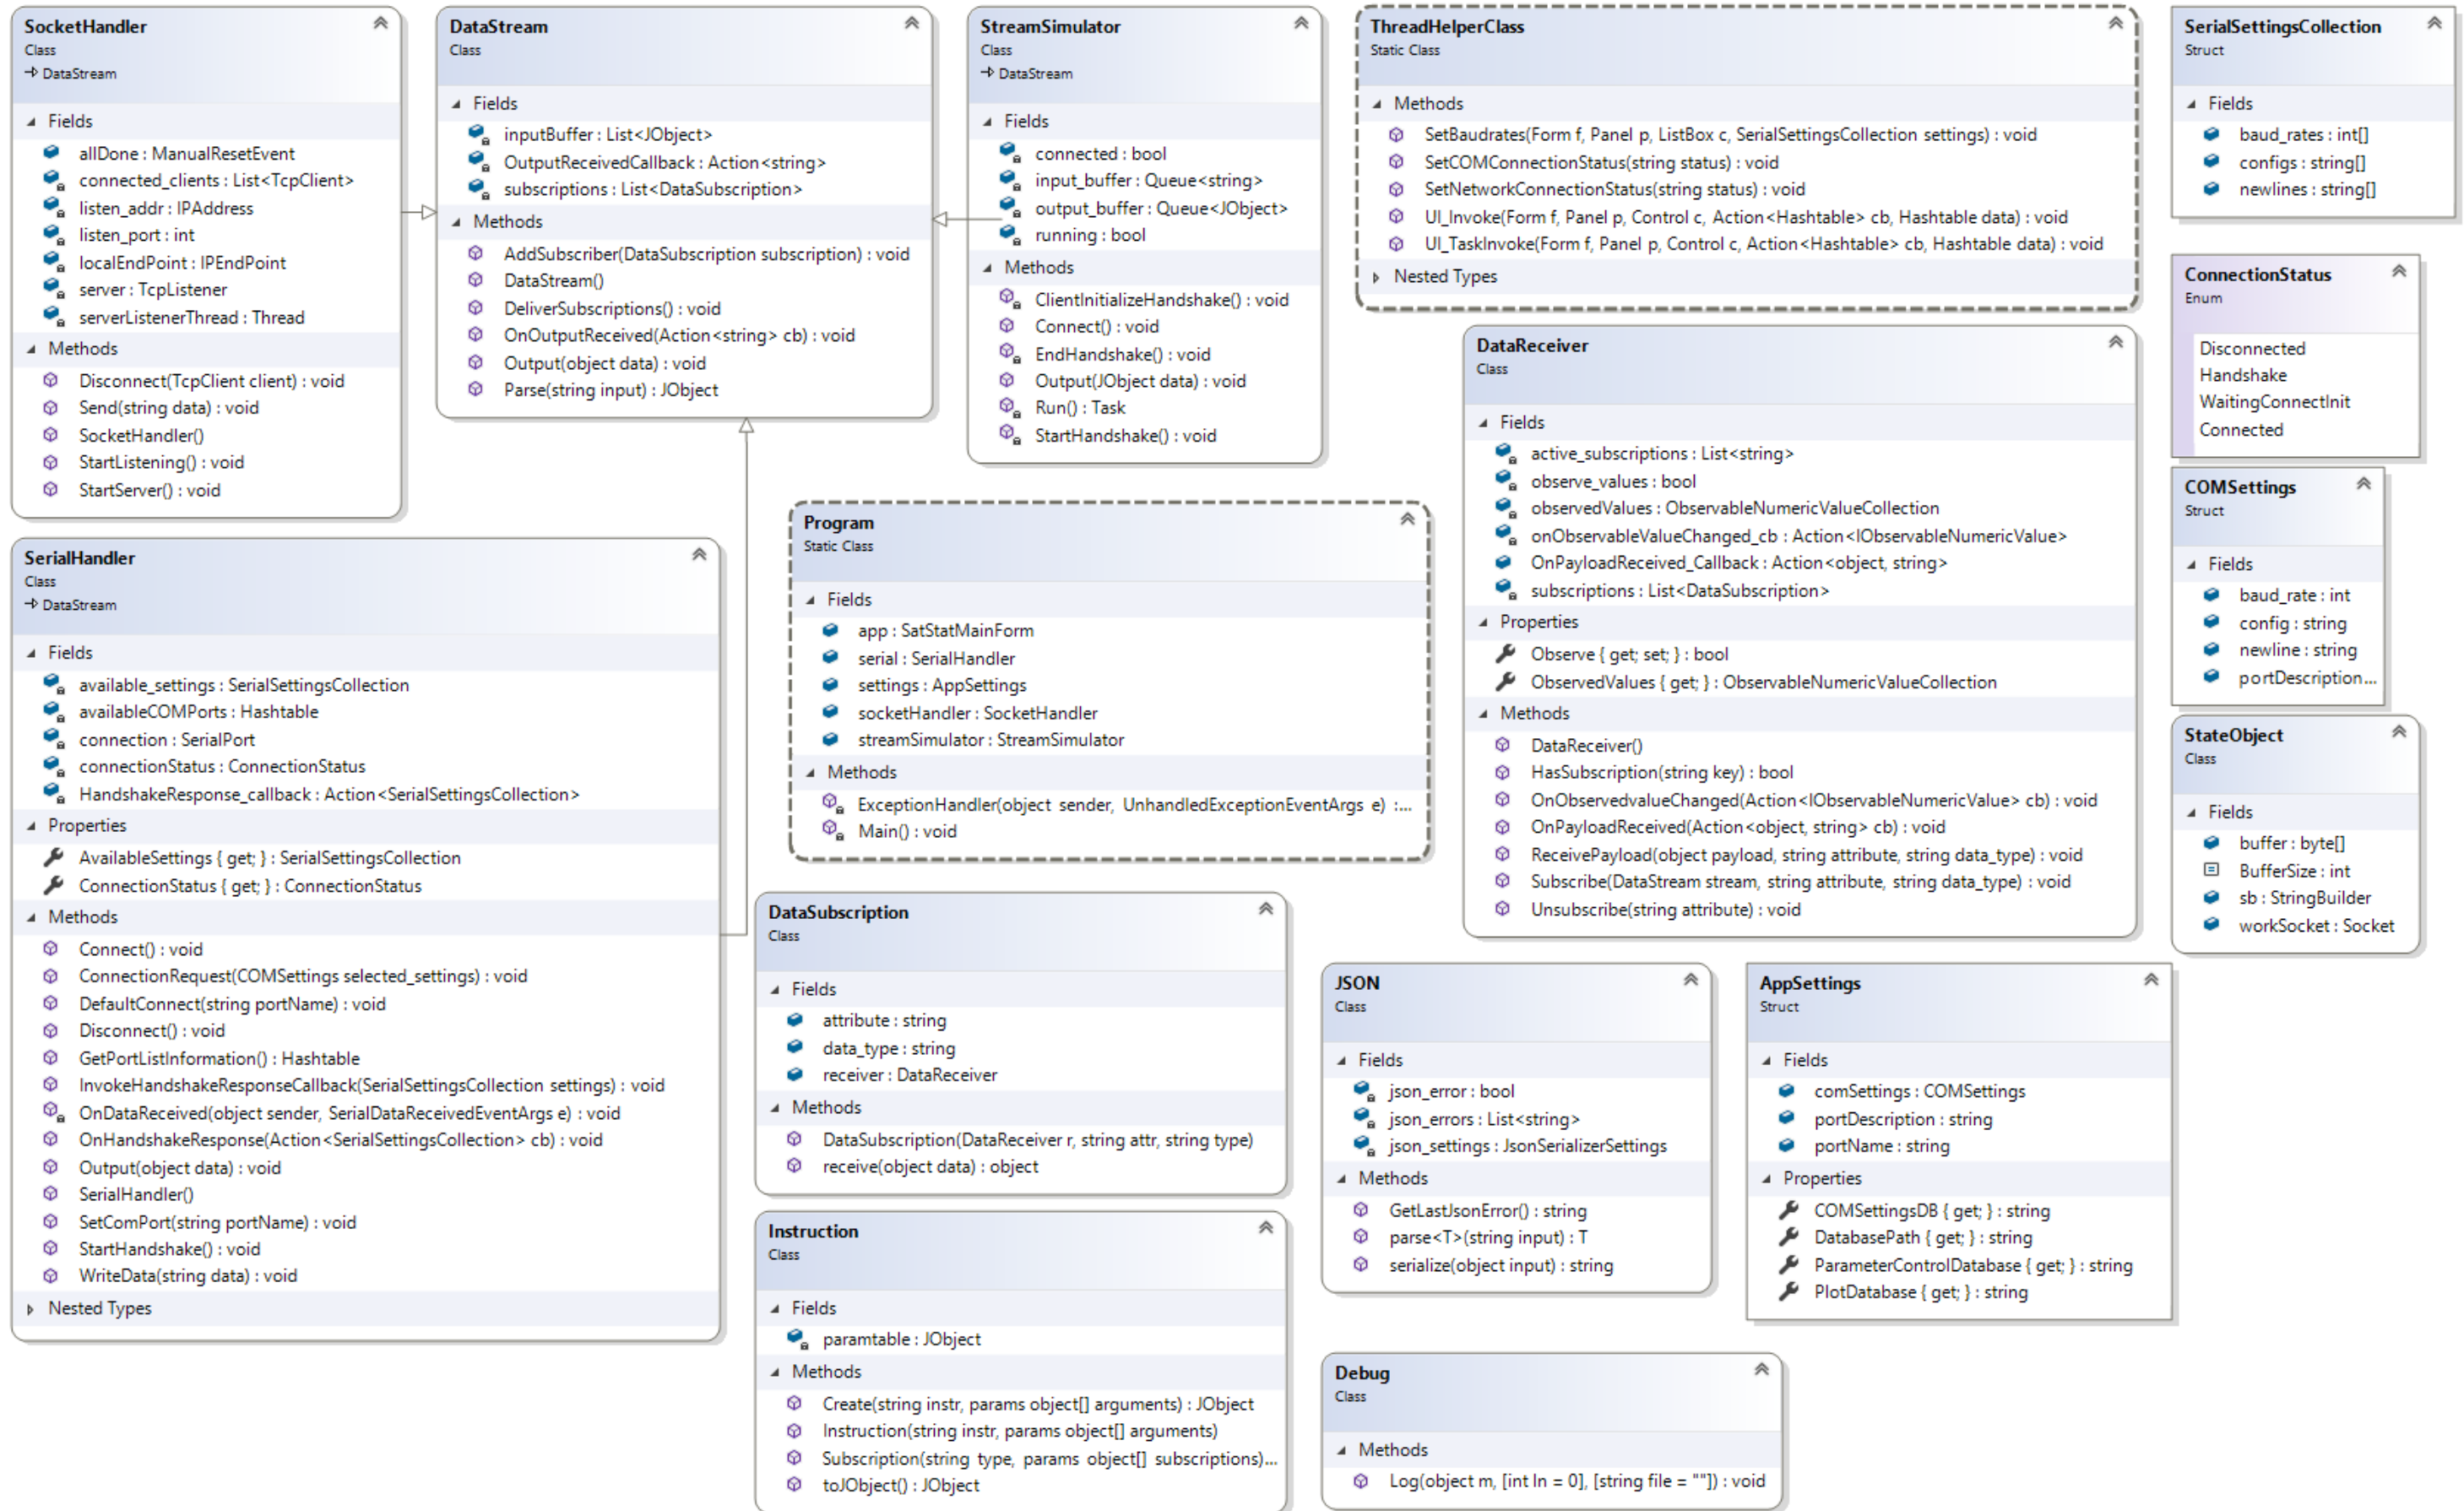 SocketHandler
Class
DataStream
Fields
allDone : ManualResetEvent
connected_clients : List<TcpClient>
listen_addr : IPAddress
listen_port : int
localEndPoint : IPEndPoint
server : TcpListener
serverListenerThread : Thread
Methods
Disconnect(TcpClient client) : void
Send(string data) : void
SocketHandler()
StartListening() : void
StartServer() : void
DataStream
Class
Fields
inputBuffer : List<JObject>
OutputReceivedCallback : Action<string>
subscriptions : List<DataSubscription>
Methods
AddSubscriber(DataSubscription subscription) : void
DataStream()
DeliverSubscriptions() : void
OnOutputReceived(Action<string> cb) : void
Output(object data) : void
Parse(string input) : JObject
StreamSimulator
Class
DataStream
Fields
connected : bool
input_buffer : Queue<string>
output_buffer : Queue<JObject>
running : bool
Methods
ClientInitializeHandshake() : void
Connect() : void
EndHandshake() : void
Output(JObject data) : void
Run() : Task
StartHandshake() : void
ThreadHelperClass
Static Class
Methods
SetBaudrates(Form f, Panel p, ListBox c, SerialSettingsCollection settings) : void
SetCOMConnectionStatus(string status) : void
SetNetworkConnectionStatus(string status) : void
UI_Invoke(Form f, Panel p, Control c, Action<Hashtable> cb, Hashtable data) : void
UI_TaskInvoke(Form f, Panel p, Control c, Action<Hashtable> cb, Hashtable data) : void
Nested Types
SerialSettingsCollection
Struct
Fields
baud_rates : int[]
configs : string[]
newlines : string[]
ConnectionStatus
Enum
Disconnected
Handshake
WaitingConnectInit
Connected
DataReceiver
Class
Fields
active_subscriptions : List<string>
observe_values : bool
observedValues : ObservableNumericValueCollection
onObservableValueChanged_cb : Action<IObservableNumericValue>
OnPayloadReceived_Callback : Action<object, string>
subscriptions : List<DataSubscription>
Properties
Observe { get; set; } : bool
ObservedValues { get; } : ObservableNumericValueCollection
Methods
DataReceiver()
HasSubscription(string key) : bool
OnObservedvalueChanged(Action<IObservableNumericValue> cb) : void
OnPayloadReceived(Action<object, string> cb) : void
ReceivePayload(object payload, string attribute, string data_type) : void
Subscribe(DataStream stream, string attribute, string data_type) : void
Unsubscribe(string attribute) : void
COMSettings
Struct
Fields
baud_rate : int
config : string
newline : string
portDescription...
StateObject
Class
Fields
buffer : byte[]
BufferSize : int
sb : StringBuilder
workSocket : Socket
SerialHandler
Class
DataStream
Fields
available_settings : SerialSettingsCollection
availableCOMPorts : Hashtable
connection : SerialPort
connectionStatus : ConnectionStatus
HandshakeResponse_callback : Action<SerialSettingsCollection>
Properties
AvailableSettings { get; } : SerialSettingsCollection
ConnectionStatus { get; } : ConnectionStatus
Methods
Connect() : void
ConnectionRequest(COMSettings selected_settings) : void
DefaultConnect(string portName) : void
Disconnect() : void
GetPortListInformation() : Hashtable
InvokeHandshakeResponseCallback(SerialSettingsCollection settings) : void
OnDataReceived(object sender, SerialDataReceivedEventArgs e) : void
OnHandshakeResponse(Action<SerialSettingsCollection> cb) : void
Output(object data) : void
SerialHandler()
SetComPort(string portName) : void
StartHandshake() : void
WriteData(string data) : void
Nested Types
Program
Static Class
Fields
app : SatStatMainForm
serial : SerialHandler
settings : AppSettings
socketHandler : SocketHandler
streamSimulator : StreamSimulator
Methods
ExceptionHandler(object sender, UnhandledExceptionEventArgs e) :...
Main() : void
DataSubscription
Class
Fields
attribute : string
data_type : string
receiver : DataReceiver
Methods
DataSubscription(DataReceiver r, string attr, string type)
receive(object data) : object
Instruction
Class
Fields
paramtable : JObject
Methods
Create(string instr, params object[] arguments) : JObject
Instruction(string instr, params object[] arguments)
Subscription(string type, params object[] subscriptions)...
toJObject() : JObject
JSON
Class
Fields
json_error : bool
json_errors : List<string>
json_settings : JsonSerializerSettings
Methods
GetLastJsonError() : string
parse<T>(string input) : T
serialize(object input) : string
AppSettings
Struct
Fields
comSettings : COMSettings
portDescription : string
portName : string
Properties
COMSettingsDB { get; } : string
DatabasePath { get; } : string
ParameterControlDatabase { get; } : string
PlotDatabase { get; } : string
Debug
Class
Methods
Log(object m, [int ln = 0], [string file = ""]) : void